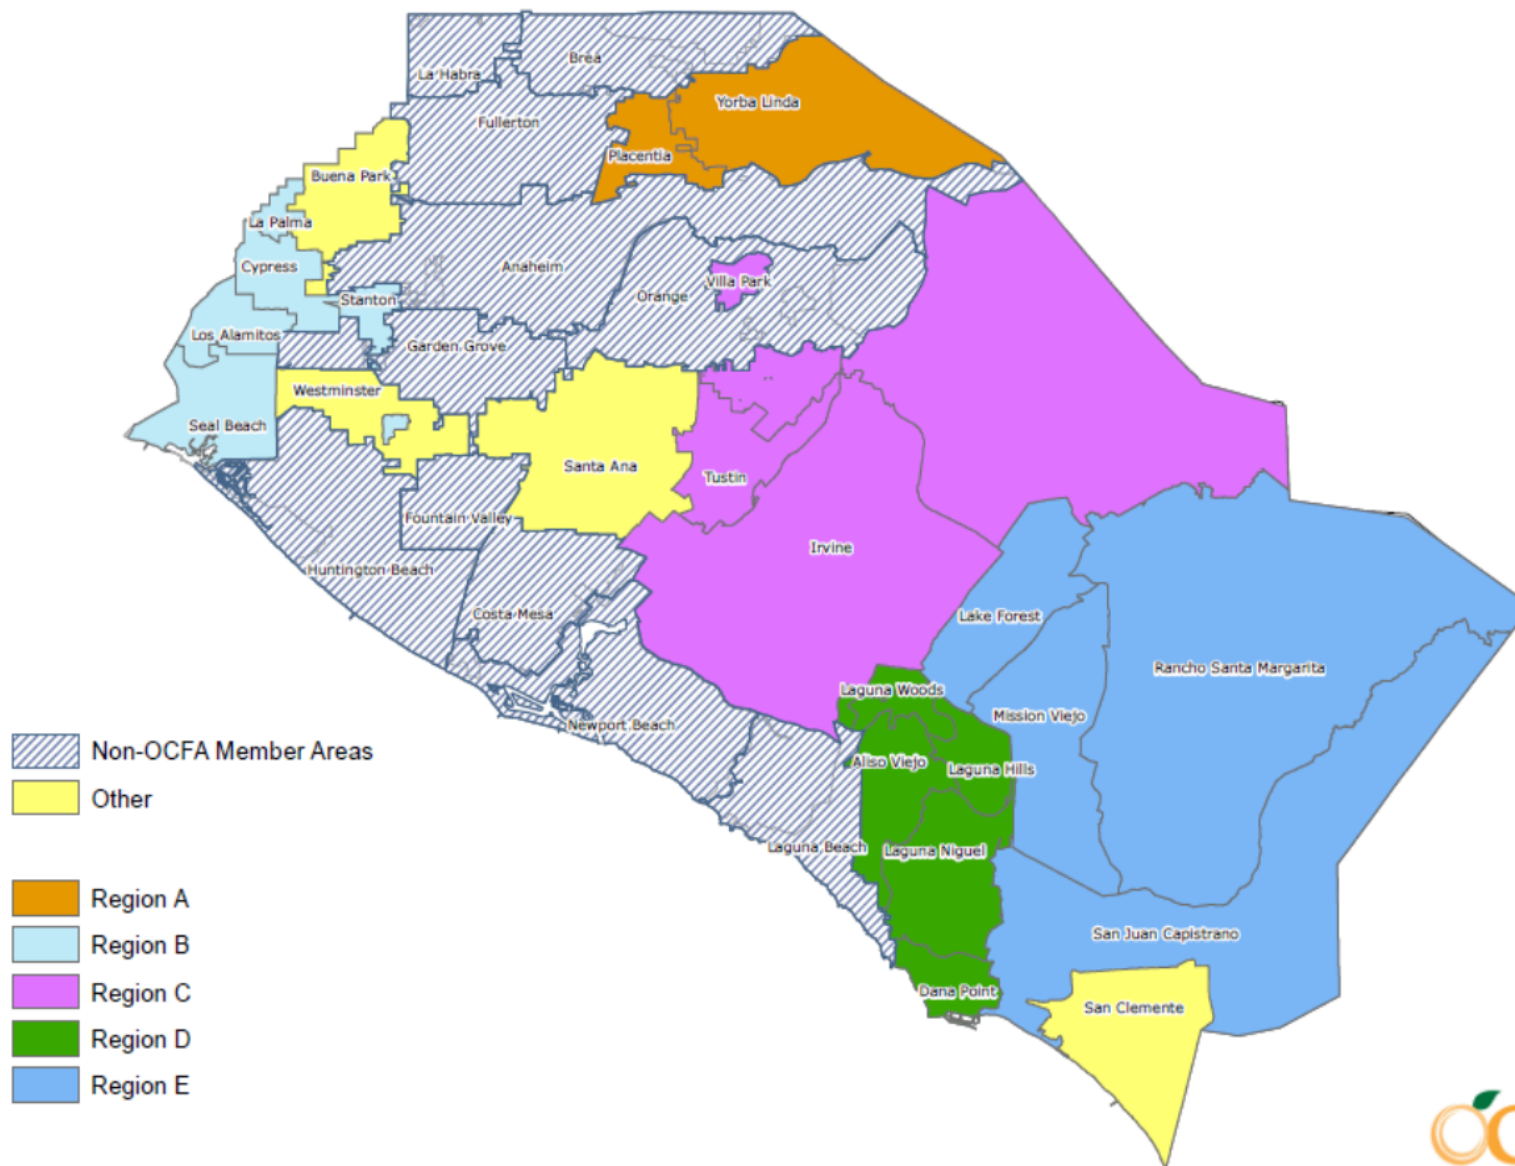 La Habra
Brea
Yorba Linda
Fullerton
Placentia
Buena Park
La Palma
Cypress
Anaheim
Villa Park
Orange
Stanton
Los Alamitos
Garden Grove
Westminster
Seal Beach
Santa Ana
Tustin
Fountain Valley
Irvine
Huntington Beach
Costa Mesa
Lake Forest
Rancho Santa Margarita
Laguna Woods
Mission Viejo
Newport Beach
Aliso Viejo
Laguna Hills
Laguna Beach
Laguna Niguel
San Juan Capistrano
Dana Point
San Clemente
Non-OCFA Member Areas
Other
Region A
Region B
Region C
Region D
Region E
OC